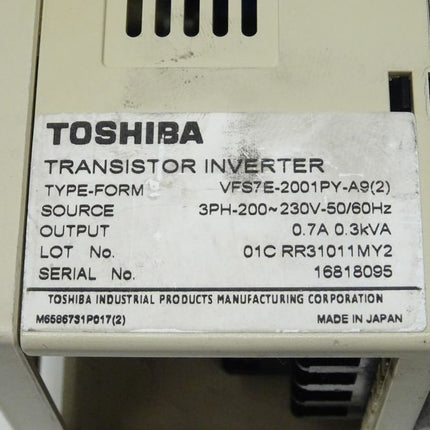 TOSHIBA
TRANSISTOR INVERTER
TYPE-FORM VFS7E-2001PY-A9(2)
SOURCE 3PH-200~230V-50/60Hz
OUTPUT 0.7A 0.3kVA
LOT No. 01C RR31011MY2
SERIAL No. 16818095
TOSHIBA INDUSTRIAL PRODUCTS MANUFACTURING CORPORATION
M6586731P017(2) MADE IN JAPAN